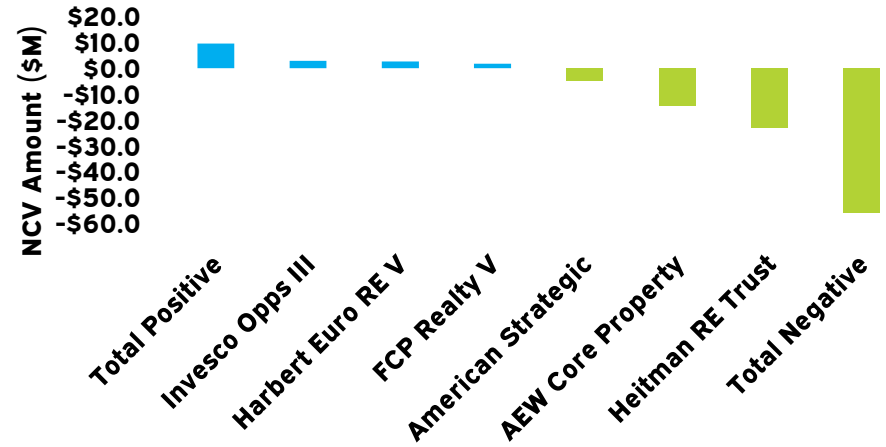 NCV Amount ($M)
$20.0
$10.0
$0.0
-$10.0
-$20.0
-$30.0
-$40.0
-$50.0
-$60.0
Total Positive
Invesco Opps III
Harbert Euro RE V
FCP Realty V
American Strategic
AEW Core Property
Heitman RE Trust
Total Negative